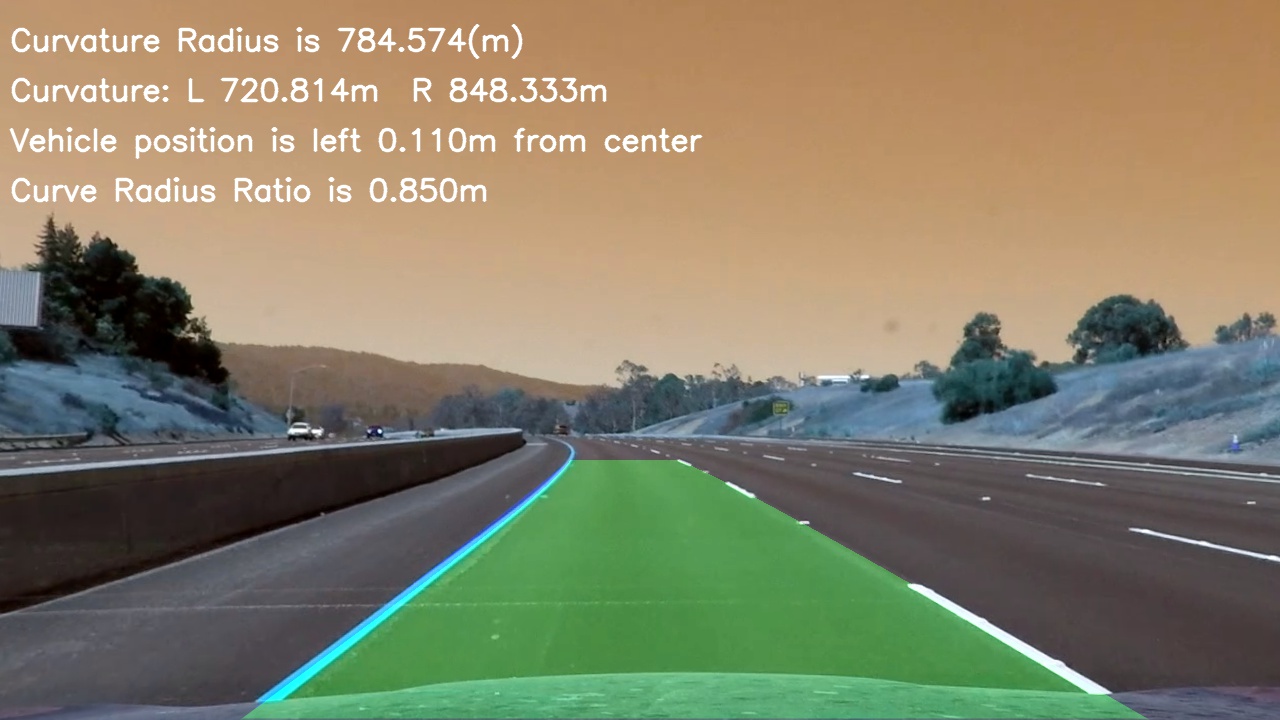 Curvature Radius is 784.574(m)
Curvature: L 720.814m R 848.333m
Vehicle position is left 0.110m from center
Curve Radius Ratio is 0.850m